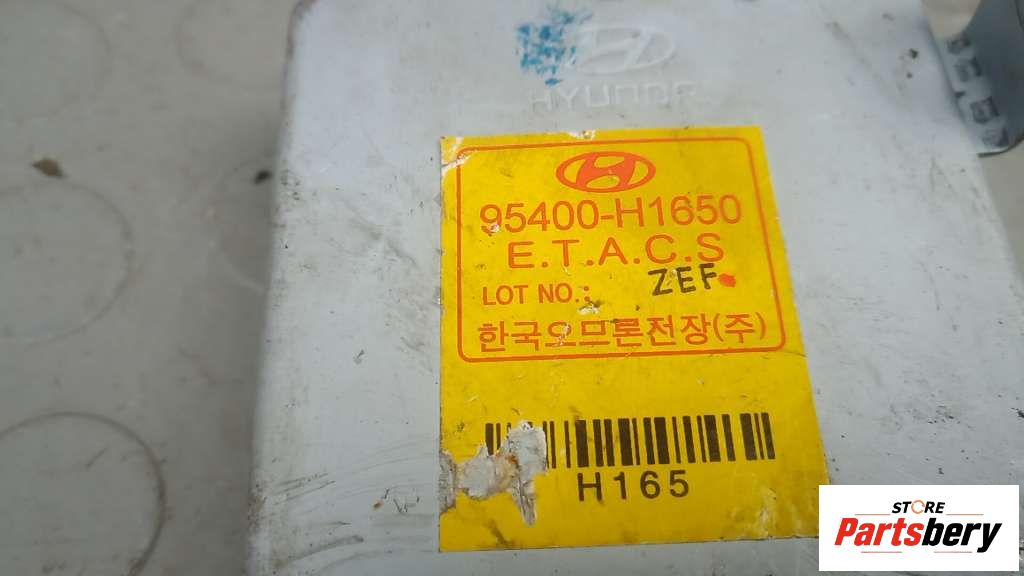 HYUNDAI
95400-H1650
E.T.A.C.S
LOT NO.: ZEF
한국오므론전장(주)
H165
STORE
Partsbery